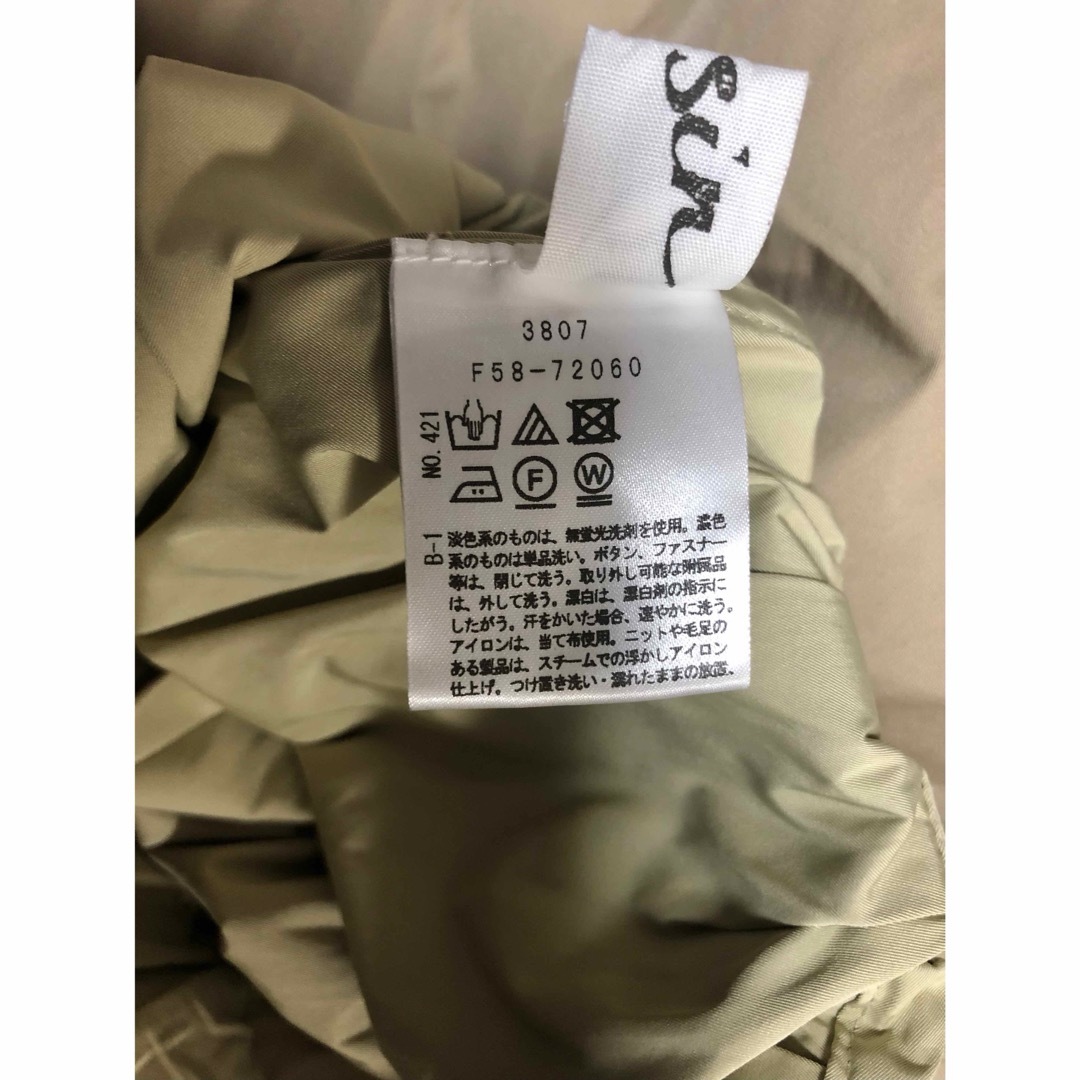 Sin
3807
F58-72060
NO. 421
F
W
B-1
淡色系のものは、無蛍光洗剤を使用。濃色
系のものは単品洗い。ボタン、ファスナー
等は、閉じて洗う。取り外し可能な附属品
は、外して洗う。漂白は、漂白剤の指示に
したがう。汗をかいた場合、速やかに洗う。
アイロンは、当て布使用。ニットや毛足の
ある製品は、スチームでの浮かしアイロン
仕上げ。つけ置き洗い・濡れたままの放置、